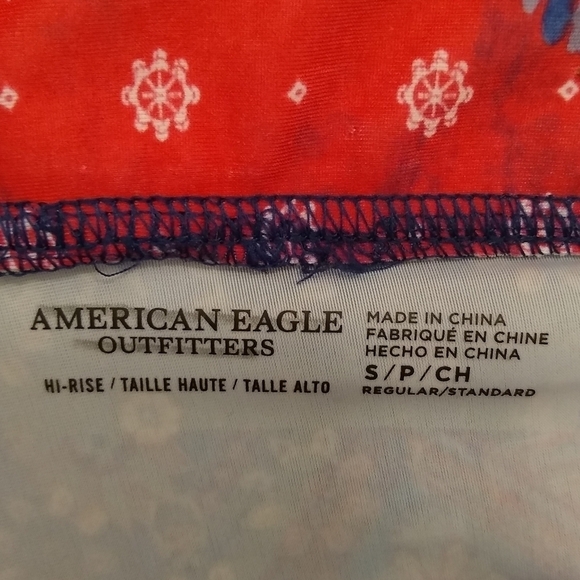 AMERICAN EAGLE
OUTFITTERS
HI-RISE / TAILLE HAUTE / TALLE ALTO
MADE IN CHINA
FABRIQUÉ EN CHINE
HECHO EN CHINA
S/P/CH
REGULAR/STANDARD